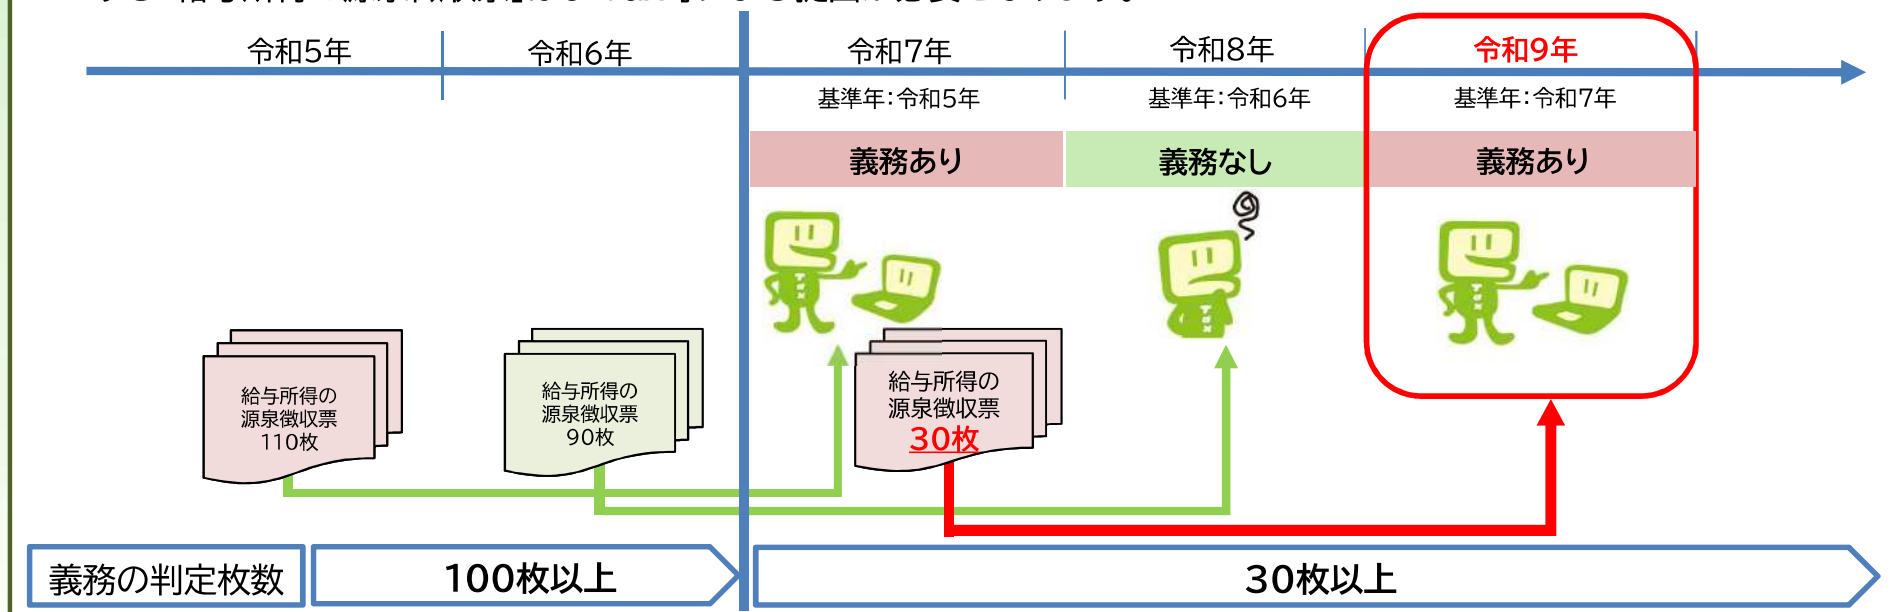 令和5年
令和6年
令和7年
令和8年
令和9年
基準年：令和5年
基準年：令和6年
基準年：令和7年
義務あり
義務なし
義務あり
給与所得の
源泉徴収票
110枚
給与所得の
源泉徴収票
90枚
給与所得の
源泉徴収票
30枚
義務の判定枚数
100枚以上
30枚以上